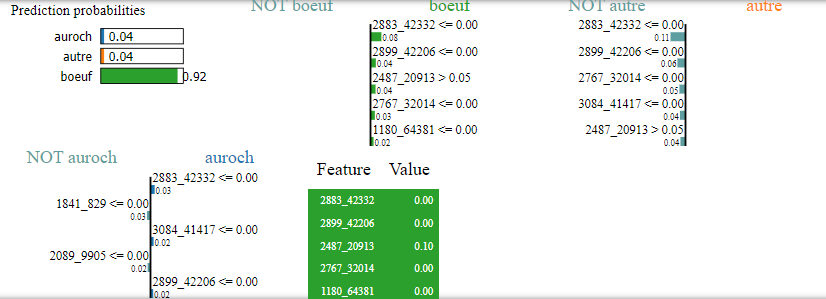 Prediction probabilities
auroch 0.04
autre 0.04
boeuf 0.92
NOT boeuf boeuf
2883_42332 <= 0.00
0.08
2899_42206 <= 0.00
0.04
2487_20913 > 0.05
0.04
2767_32014 <= 0.00
0.03
1180_64381 <= 0.00
0.02
NOT autre autre
2883_42332 <= 0.00
0.11
2899_42206 <= 0.00
0.06
2767_32014 <= 0.00
0.05
3084_41417 <= 0.00
0.04
2487_20913 > 0.05
0.04
NOT auroch auroch
2883_42332 <= 0.00
0.03
1841_829 <= 0.00
0.03
3084_41417 <= 0.00
0.02
2089_9905 <= 0.00
0.02
2899_42206 <= 0.00
0.02
Feature Value
2883_42332 0.00
2899_42206 0.00
2487_20913 0.10
2767_32014 0.00
1180_64381 0.00